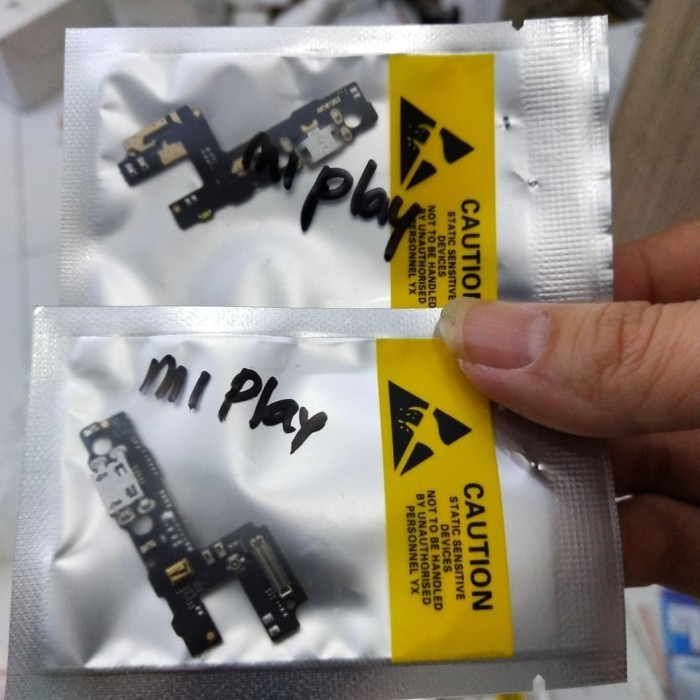 mi play
CAUTION
STATIC SENSITIVE
DEVICES
NOT TO BE HANDLED
BY UNAUTHORISED
PERSONNEL YX
mi play
CAUTION
STATIC SENSITIVE
DEVICES
NOT TO BE HANDLED
BY UNAUTHORISED
PERSONNEL YX